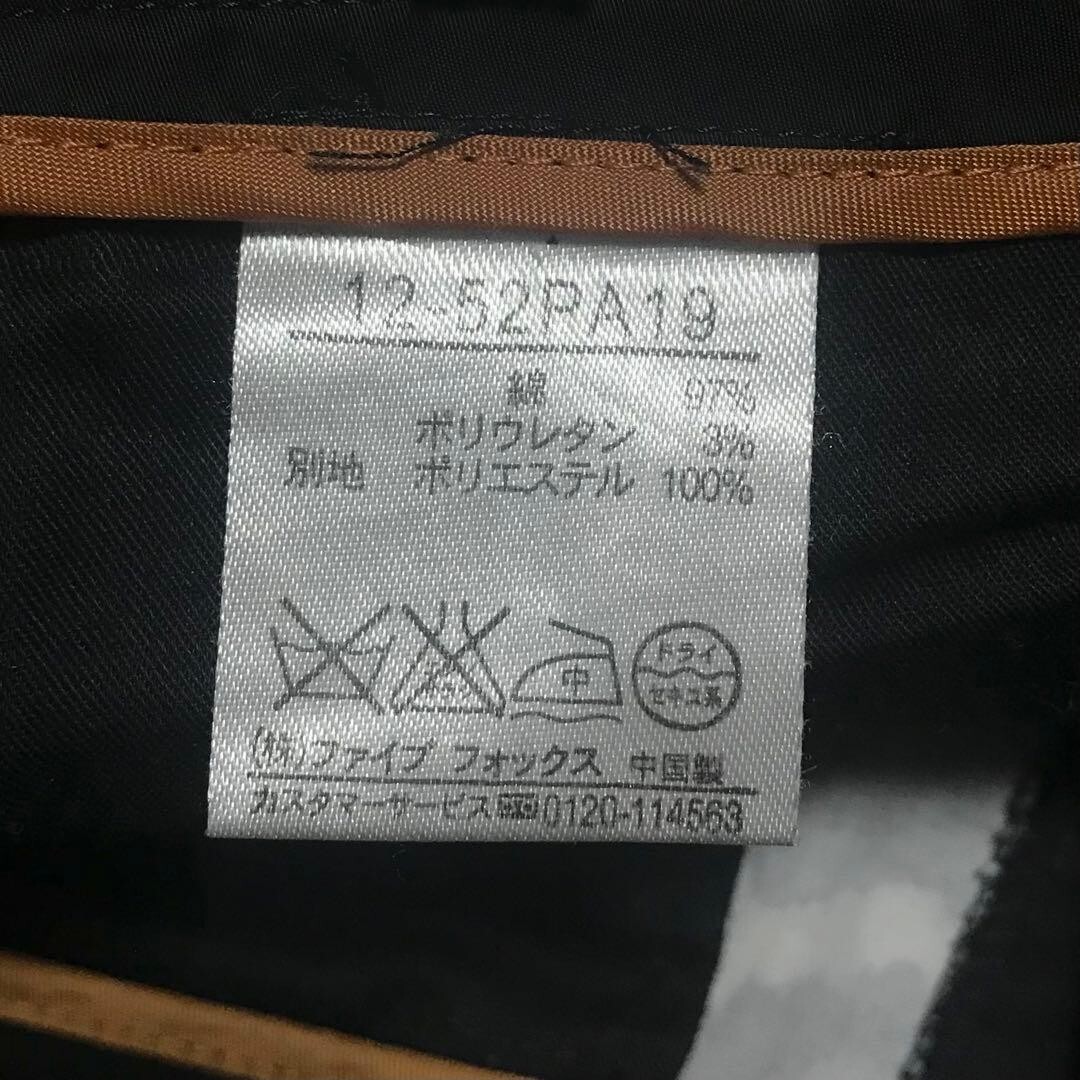 12-52PA19
綿 97%
ポリウレタン 3%
別地 ポリエステル 100%
中
ドライ
セキユ系
(株)ファイブ フォックス 中国製
カスタマーサービス 0120-114563